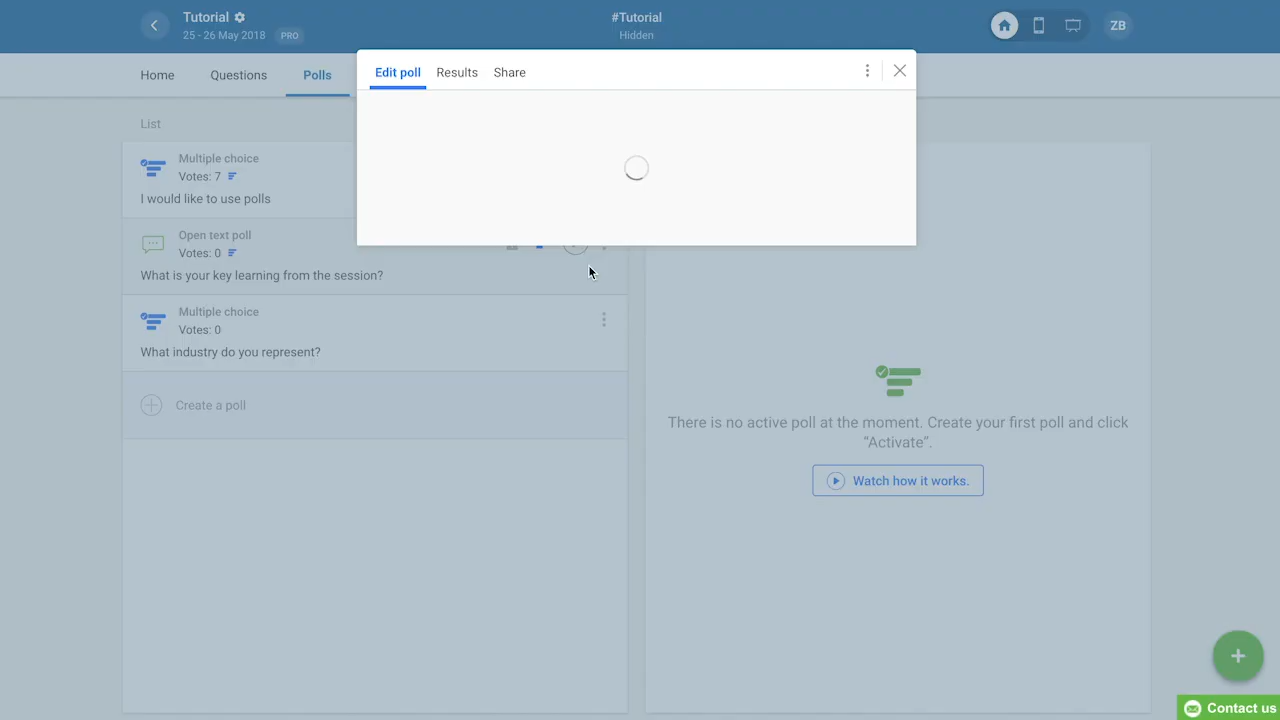 Tutorial
25 - 26 May 2018 PRO
#Tutorial
Hidden
ZB
Home Questions Polls
Edit poll Results Share
List
Multiple choice
Votes: 7
I would like to use polls
Open text poll
Votes: 0
What is your key learning from the session?
Multiple choice
Votes: 0
What industry do you represent?
Create a poll
There is no active poll at the moment. Create your first poll and click
“Activate”.
Watch how it works.
Contact us